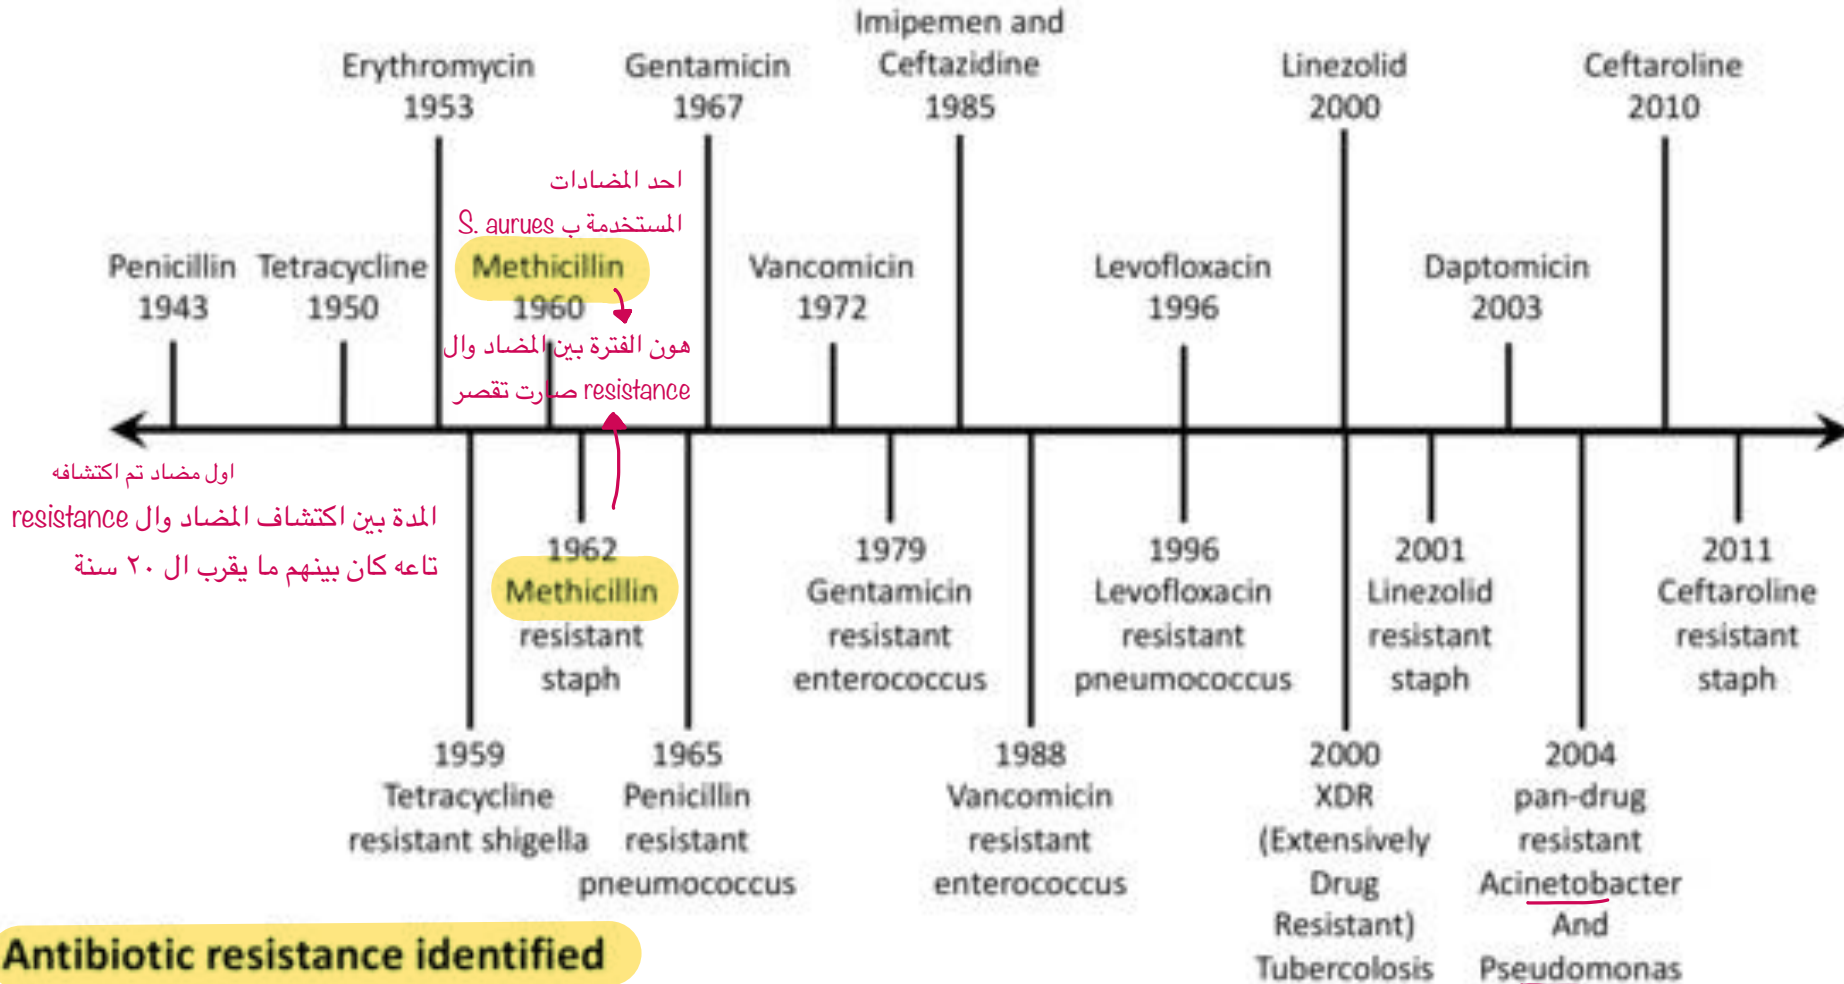 Imipemen and
Ceftazidine
1985
Erythromycin
1953
Gentamicin
1967
Linezolid
2000
Ceftaroline
2010
احد المضادات
المستخدمة ب S. aurues
Penicillin
1943
Tetracycline
1950
Methicillin
1960
Vancomicin
1972
Levofloxacin
1996
Daptomicin
2003
هون الفترة بين المضاد وال
resistance صارت تقصر
اول مضاد تم اكتشافه
المدة بين اكتشاف المضاد وال resistance
تاعه كان بينهم ما يقرب ال ٢٠ سنة
1962
Methicillin
resistant
staph
1979
Gentamicin
resistant
enterococcus
1996
Levofloxacin
resistant
pneumococcus
2001
Linezolid
resistant
staph
2011
Ceftaroline
resistant
staph
1959
Tetracycline
resistant shigella
1965
Penicillin
resistant
pneumococcus
1988
Vancomicin
resistant
enterococcus
2000
XDR
(Extensively
Drug
Resistant)
Tubercolosis
2004
pan-drug
resistant
Acinetobacter
And
Pseudomonas
Antibiotic resistance identified